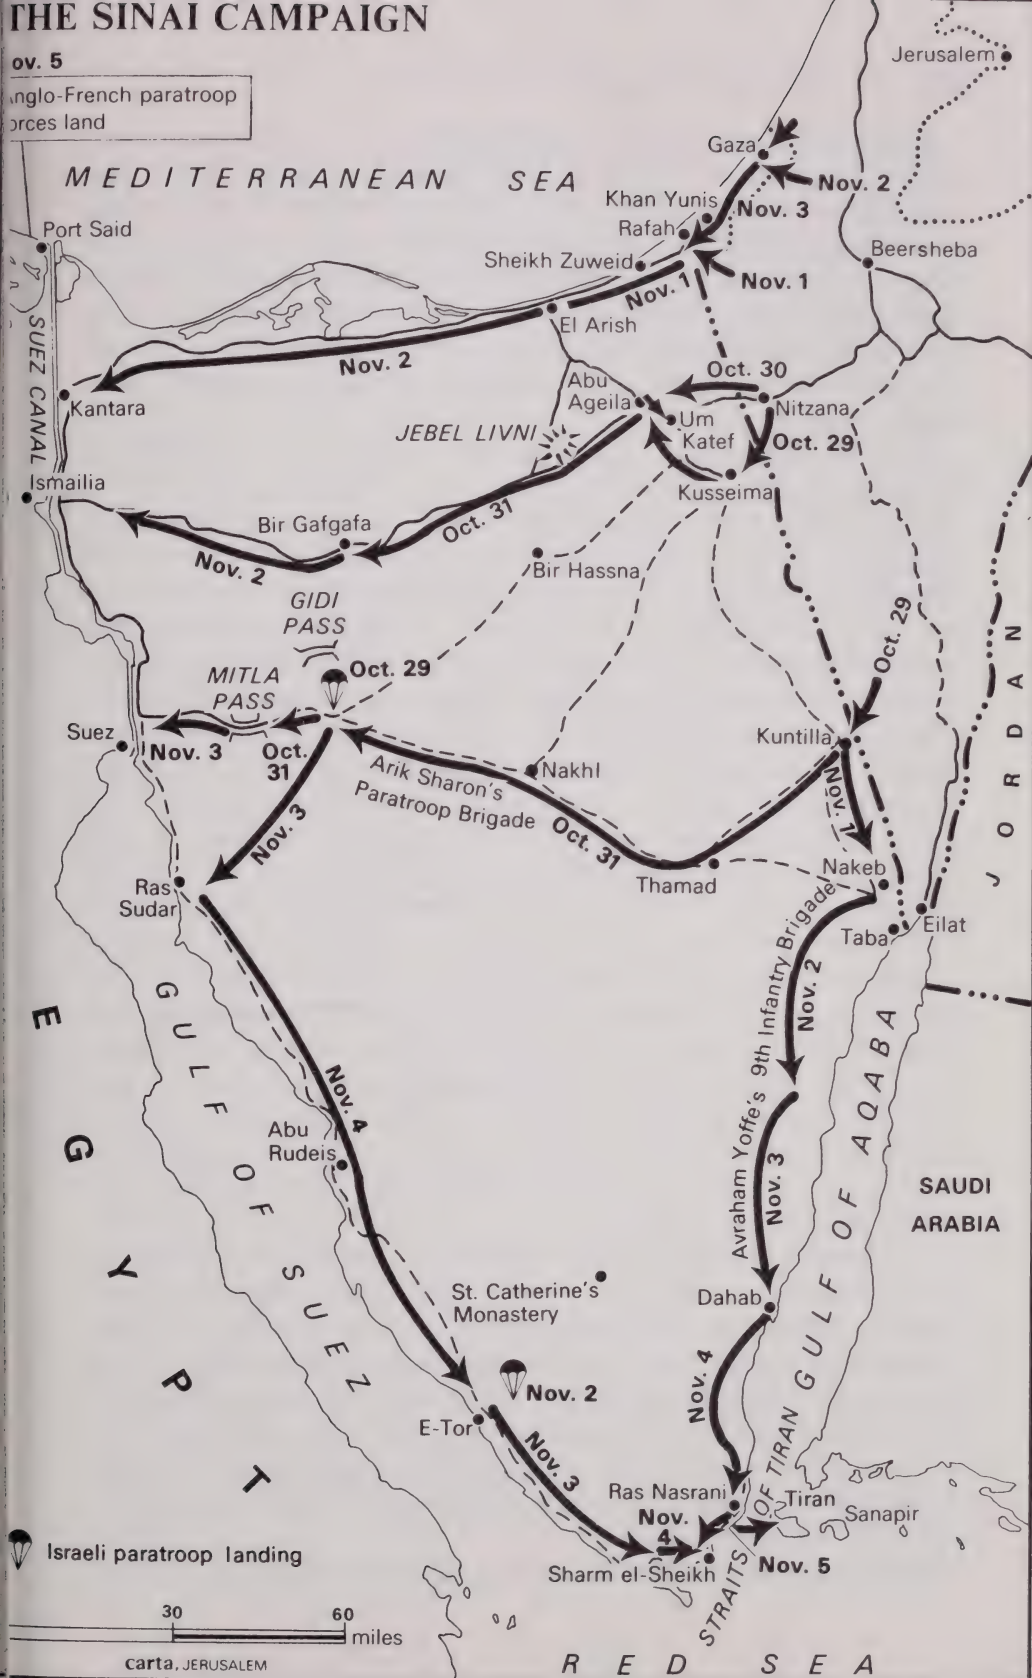 THE SINAI CAMPAIGN
ov. 5
Anglo-French paratroop
orces land
Jerusalem
Gaza
MEDITERRANEAN SEA
Nov. 2
Khan Yunis
Nov. 3
Rafah
Port Said
Beersheba
Sheikh Zuweid
Nov. 1
Nov. 1
El Arish
SUEZ CANAL
Nov. 2
Oct. 30
Abu
Ageila
Kantara
Nitzana
Um
Katef
JEBEL LIVNI
Oct. 29
Ismailia
Kusseima
Bir Gafgafa
Oct. 31
Nov. 2
Bir Hassna
GIDI
PASS
Oct. 29
JORDAN
Oct. 29
MITLA
PASS
Suez
Nov. 3
Oct.
31
Kuntilla
Nakhl
Arik Sharon's
Paratroop Brigade
Oct. 31
Nov. 1
Nov. 3
Nakeb
Thamad
Ras
Sudar
Taba
Eilat
Avraham Yoffe's 9th Infantry Brigade
Nov. 2
EGYPT
GULF OF SUEZ
GULF OF AQABA
Nov. 4
Abu
Rudeis
Nov. 3
SAUDI
ARABIA
St. Catherine's
Monastery
Dahab
Nov. 4
Nov. 2
E-Tor
Nov. 3
Ras Nasrani
Tiran
Sanapir
Nov.
4
Nov. 5
Sharm el-Sheikh
STRAITS OF TIRAN
Israeli paratroop landing
30
60
miles
carta, JERUSALEM
RED SEA